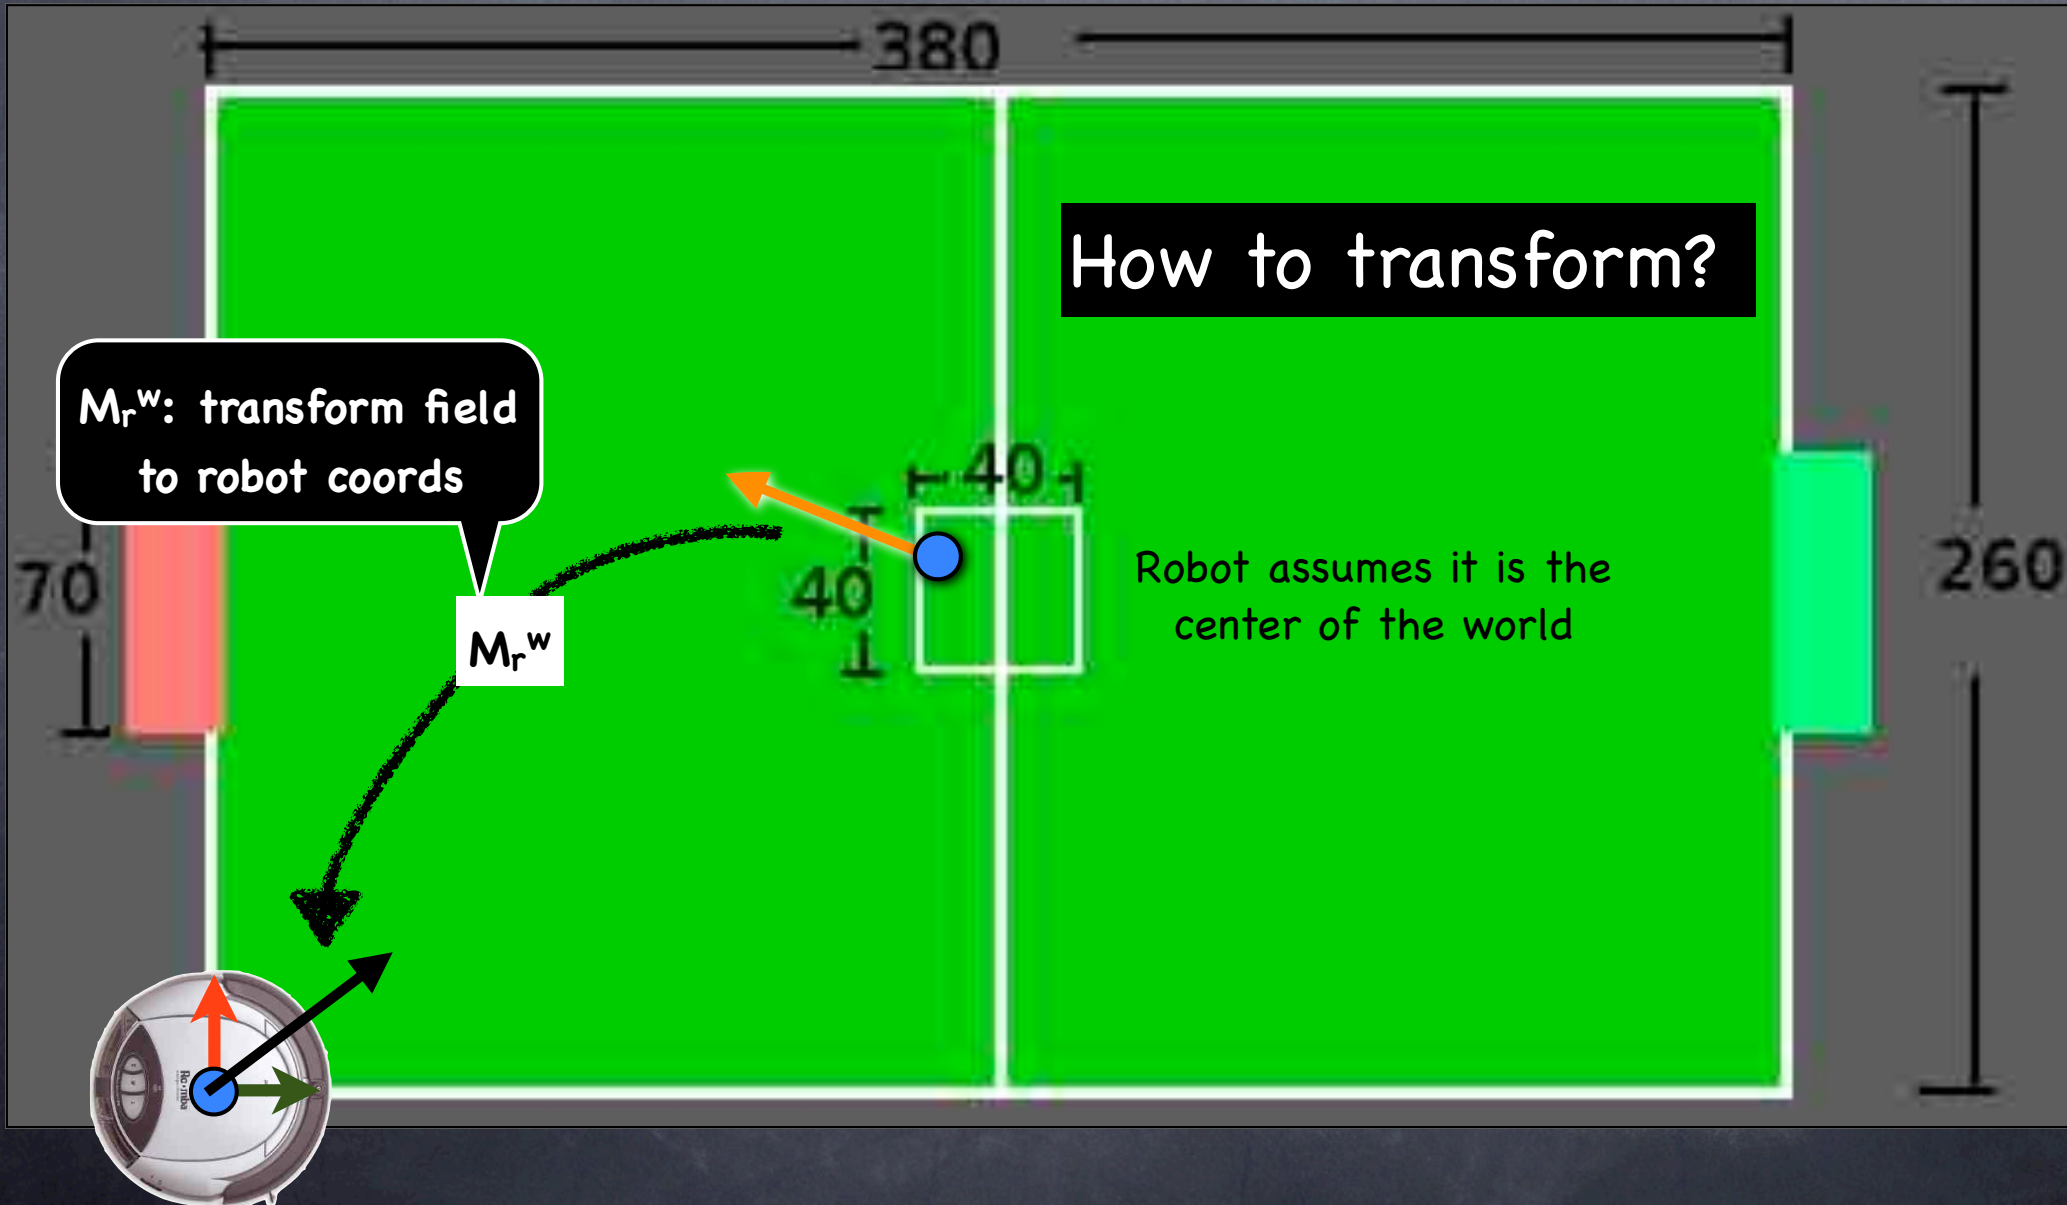 380
How to transform?
Mᵣʷ: transform field
to robot coords
40
70
40
Robot assumes it is the
center of the world
260
Mᵣʷ